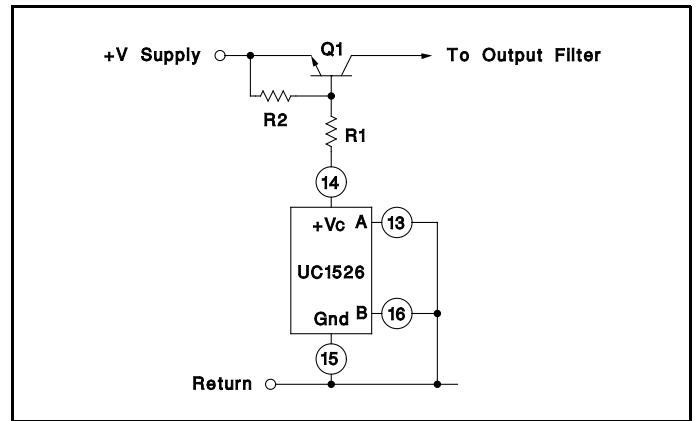 +V Supply
Q1
To Output Filter
R2
R1
14
+Vc
A
13
UC1526
Gnd
B
16
15
Return